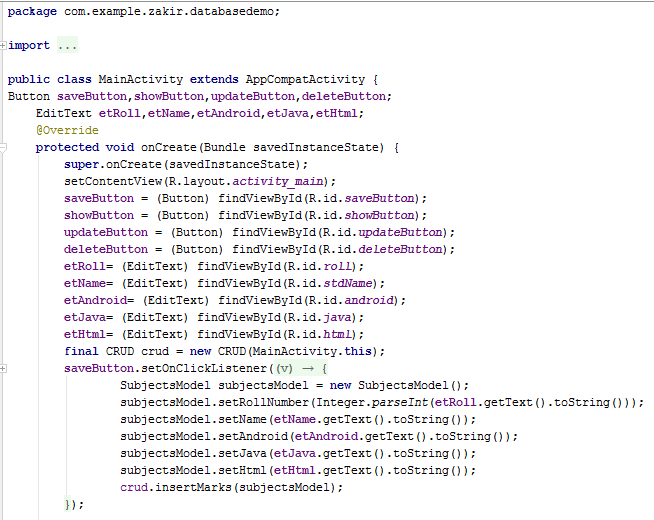 package com.example.zakir.databasedemo;
import ...
public class MainActivity extends AppCompatActivity {
Button saveButton,showButton,updateButton,deleteButton;
    EditText etRoll,etName,etAndroid,etJava,etHtml;
    @Override
    protected void onCreate(Bundle savedInstanceState) {
        super.onCreate(savedInstanceState);
        setContentView(R.layout.activity_main);
        saveButton = (Button) findViewById(R.id.saveButton);
        showButton = (Button) findViewById(R.id.showButton);
        updateButton = (Button) findViewById(R.id.updateButton);
        deleteButton = (Button) findViewById(R.id.deleteButton);
        etRoll= (EditText) findViewById(R.id.roll);
        etName= (EditText) findViewById(R.id.stdName);
        etAndroid= (EditText) findViewById(R.id.android);
        etJava= (EditText) findViewById(R.id.java);
        etHtml= (EditText) findViewById(R.id.html);
        final CRUD crud = new CRUD(MainActivity.this);
        saveButton.setOnClickListener((v) → {
                SubjectsModel subjectsModel = new SubjectsModel();
                subjectsModel.setRollNumber(Integer.parseInt(etRoll.getText().toString()));
                subjectsModel.setName(etName.getText().toString());
                subjectsModel.setAndroid(etAndroid.getText().toString());
                subjectsModel.setJava(etJava.getText().toString());
                subjectsModel.setHtml(etHtml.getText().toString());
                crud.insertMarks(subjectsModel);
        });